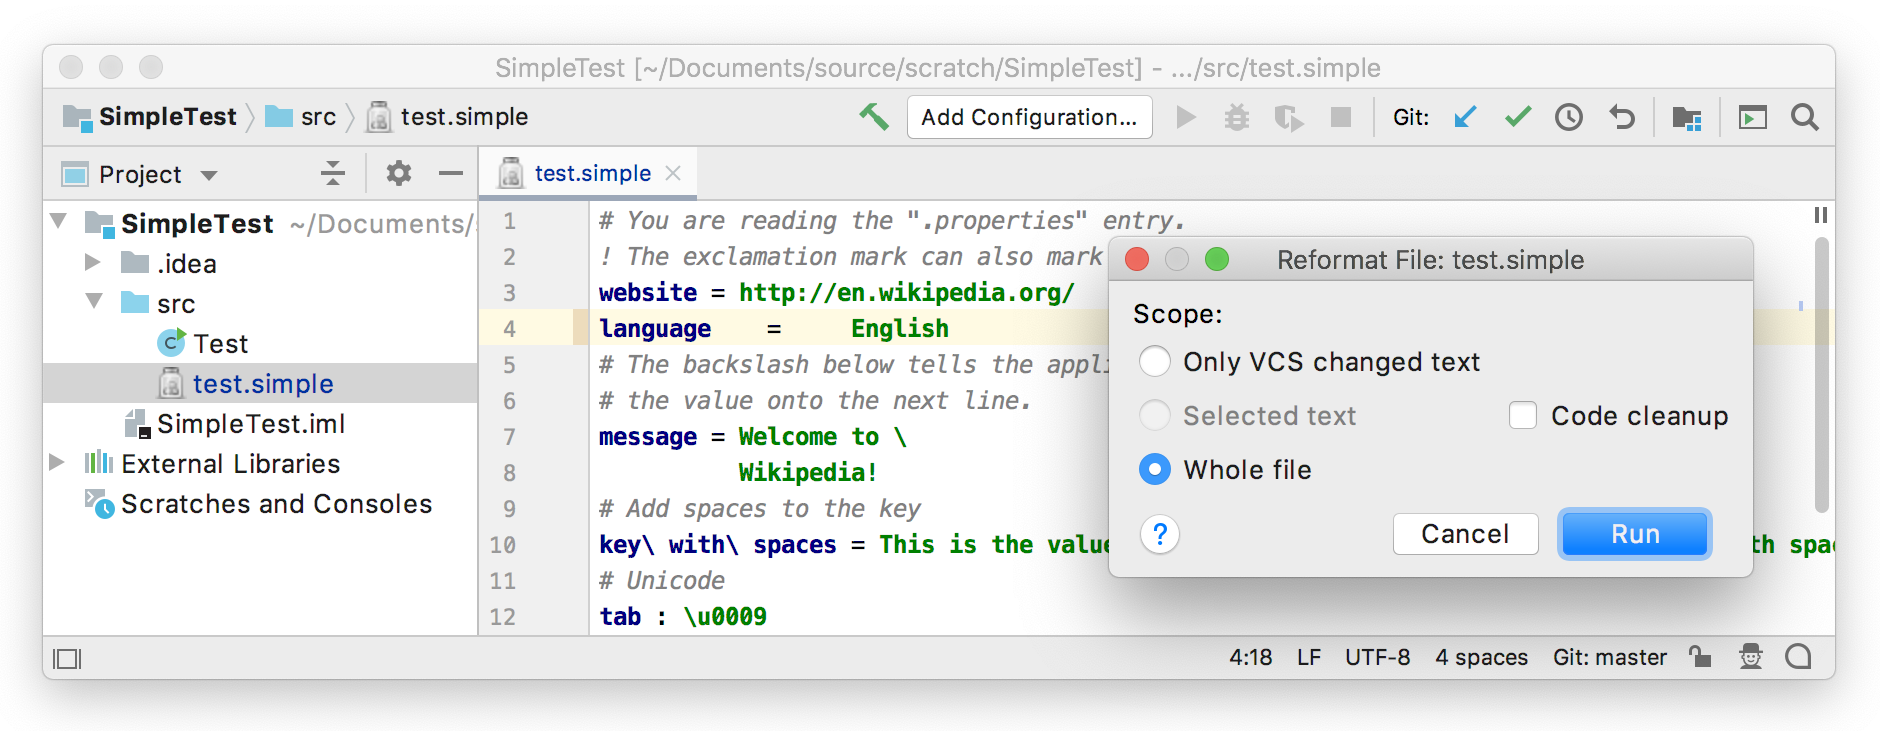 SimpleTest [~/Documents/source/scratch/SimpleTest] - .../src/test.simple
SimpleTest src test.simple Add Configuration... Git:
Project
test.simple
SimpleTest ~/Documents/
.idea
src
Test
test.simple
SimpleTest.iml
External Libraries
Scratches and Consoles
1 # You are reading the ".properties" entry.
2 ! The exclamation mark can also mark
3 website = http://en.wikipedia.org/
4 language    =     English
5 # The backslash below tells the appli
6 # the value onto the next line.
7 message = Welcome to \
8           Wikipedia!
9 # Add spaces to the key
10 key\ with\ spaces = This is the value th spac
11 # Unicode
12 tab : \u0009
Reformat File: test.simple
Scope:
Only VCS changed text
Selected text
Code cleanup
Whole file
? Cancel Run
4:18 LF UTF-8 4 spaces Git: master